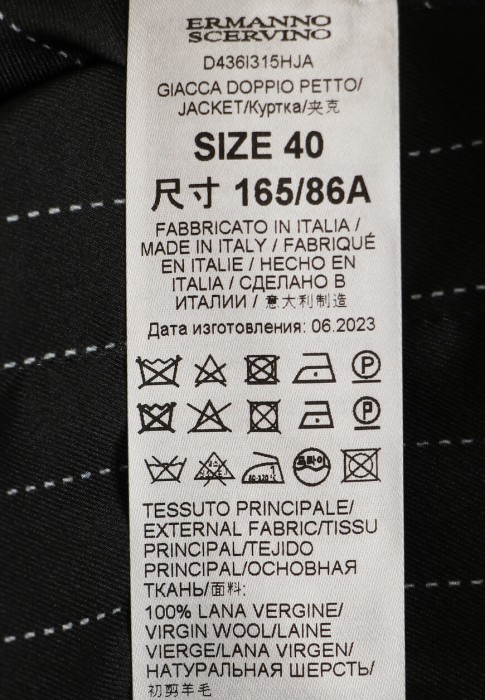 ERMANNO
SCERVINO
D436I315HJA
GIACCA DOPPIO PETTO/
JACKET/Куртка/夹克
SIZE 40
尺寸 165/86A
FABBRICATO IN ITALIA /
MADE IN ITALY / FABRIQUÉ
EN ITALIE / HECHO EN
ITALIA / СДЕЛАНО В
ИТАЛИИ / 意大利制造
Дата изготовления: 06.2023
P
P
드라이
TESSUTO PRINCIPALE/
EXTERNAL FABRIC/TISSU
PRINCIPAL/TEJIDO
PRINCIPAL/ОСНОВНАЯ
ТКАНЬ/面料:
100% LANA VERGINE/
VIRGIN WOOL/LAINE
VIERGE/LANA VIRGEN/
НАТУРАЛЬНАЯ ШЕРСТЬ/
初剪羊毛